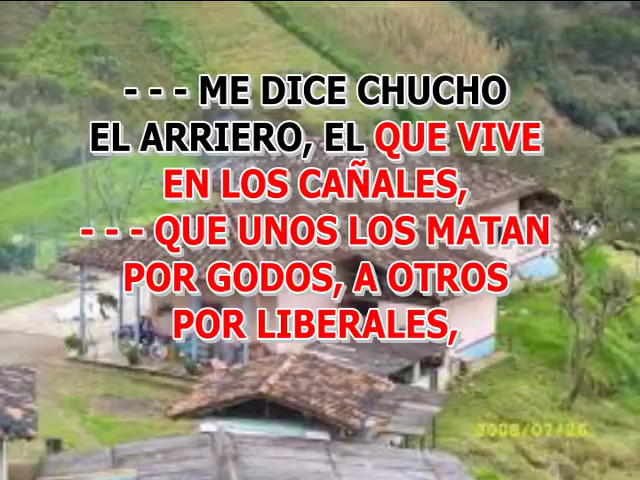 - - - ME DICE CHUCHO
EL ARRIERO, EL QUE VIVE
EN LOS CAÑALES,
- - - QUE UNOS LOS MATAN
POR GODOS, A OTROS
POR LIBERALES,
2008/07/26